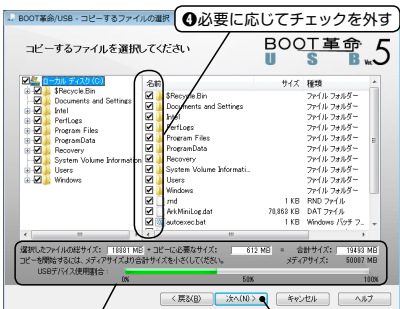 BOOT革命/USB - コピーするファイルの選択
❹必要に応じてチェックを外す
コピーするファイルを選択してください
BOOT革命
USB Ver.5
ローカル ディスク (C:)
$Recycle.Bin
Documents and Settings
Intel
PerfLogs
Program Files
ProgramData
Recovery
System Volume Information
Users
Windows
名前 サイズ 種類
$Recycle.Bin ファイル フォルダー
Documents and Settings ファイル フォルダー
Intel ファイル フォルダー
PerfLogs ファイル フォルダー
Program Files ファイル フォルダー
ProgramData ファイル フォルダー
Recovery ファイル フォルダー
System Volume Informati... ファイル フォルダー
Users ファイル フォルダー
Windows ファイル フォルダー
.rnd 1 KB RND ファイル
ArkMiniLog.dat 70,863 KB DAT ファイル
autoexec.bat 1 KB Windows バッチ フ...
選択したファイルの総サイズ: 18881 MB + コピーに必要なサイズ: 612 MB = 合計サイズ: 19493 MB
コピーを開始するには、メディアサイズより合計サイズを小さくしてください。 メディアサイズ: 50007 MB
USBデバイス使用割合:
0% 50% 100%
< 戻る(B) 次へ(N) > キャンセル ヘルプ